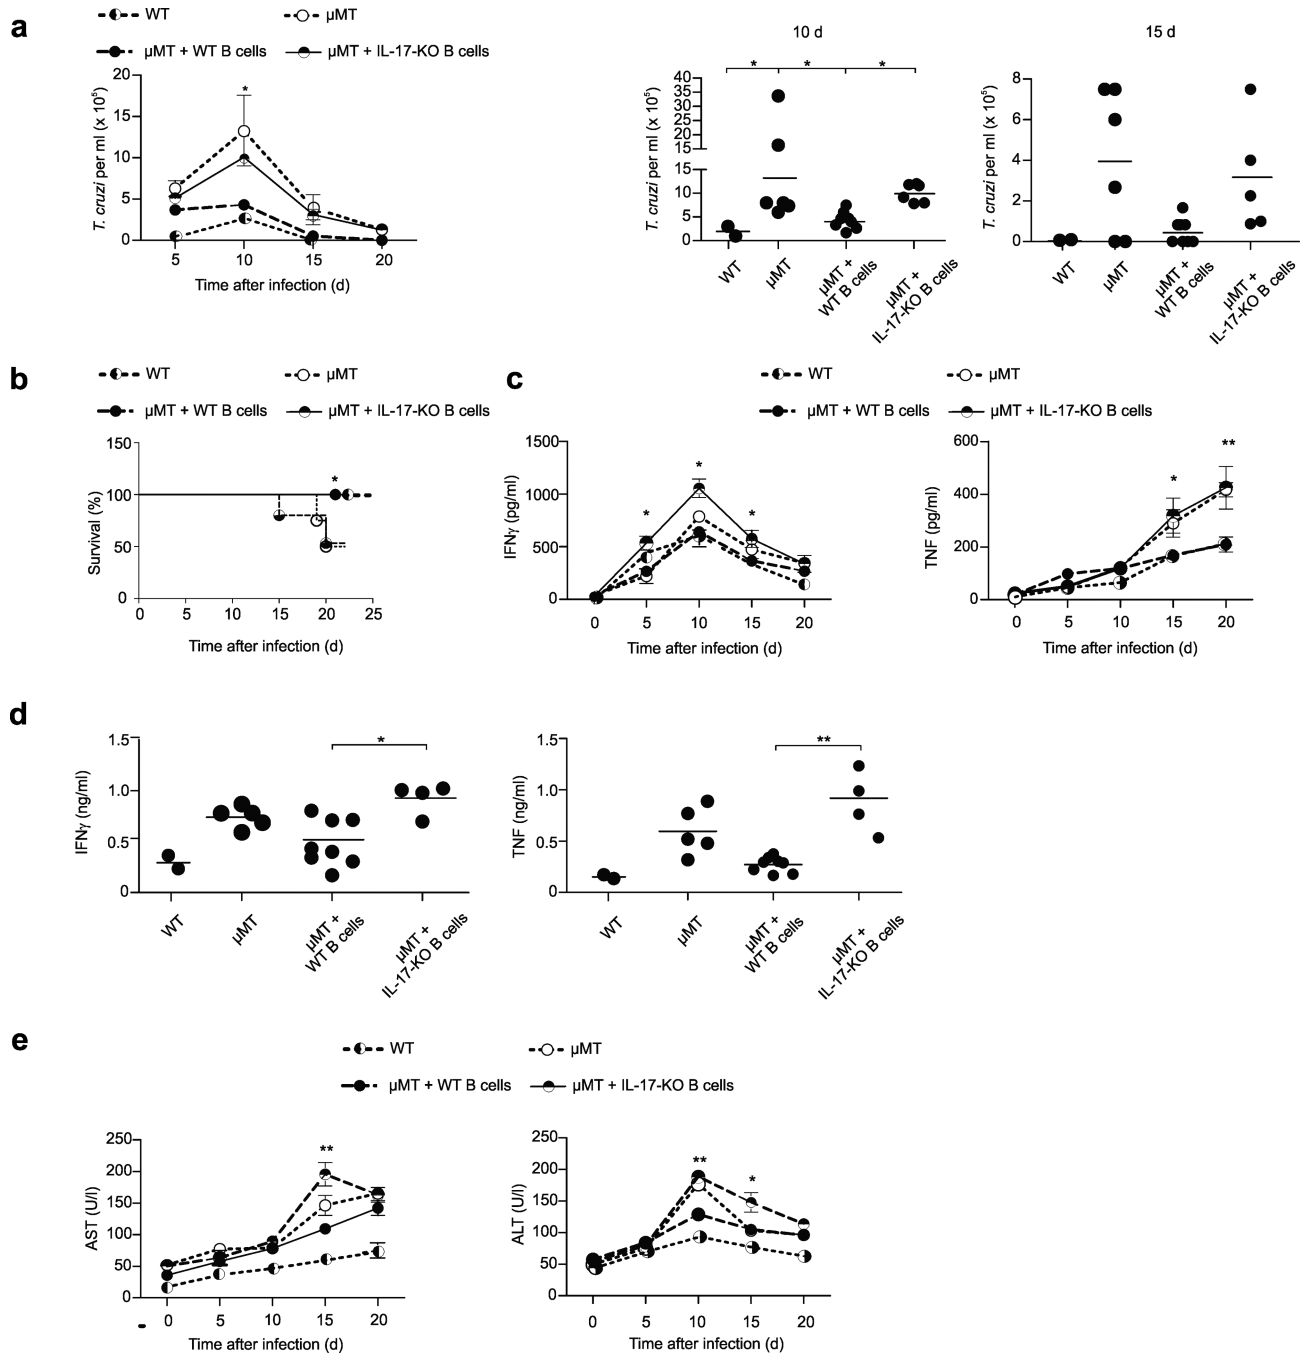 a
WT
µMT
µMT + WT B cells
µMT + IL-17-KO B cells
20
15
10
5
0
T. cruzi per ml (x 10⁵)
*
5
10
15
20
Time after infection (d)
10 d
40
35
30
25
20
15
15
10
5
0
T. cruzi per ml (x 10⁵)
*
*
*
WT
µMT
µMT +
WT B cells
µMT +
IL-17-KO B cells
15 d
8
6
4
2
0
T. cruzi per ml (x 10⁵)
WT
µMT
µMT +
WT B cells
µMT +
IL-17-KO B cells
b
WT
µMT
µMT + WT B cells
µMT + IL-17-KO B cells
150
100
50
0
Survival (%)
*
0
5
10
15
20
25
Time after infection (d)
c
WT
µMT
µMT + WT B cells
µMT + IL-17-KO B cells
1500
1000
500
0
IFNγ (pg/ml)
*
*
*
0
5
10
15
20
Time after infection (d)
600
400
200
0
TNF (pg/ml)
*
**
0
5
10
15
20
Time after infection (d)
d
1.5
1.0
0.5
0
IFNγ (ng/ml)
*
WT
µMT
µMT +
WT B cells
µMT +
IL-17-KO B cells
1.5
1.0
0.5
0
TNF (ng/ml)
**
WT
µMT
µMT +
WT B cells
µMT +
IL-17-KO B cells
e
WT
µMT
µMT + WT B cells
µMT + IL-17-KO B cells
250
200
150
100
50
0
AST (U/l)
**
0
5
10
15
20
Time after infection (d)
250
200
150
100
50
0
ALT (U/l)
**
*
0
5
10
15
20
Time after infection (d)